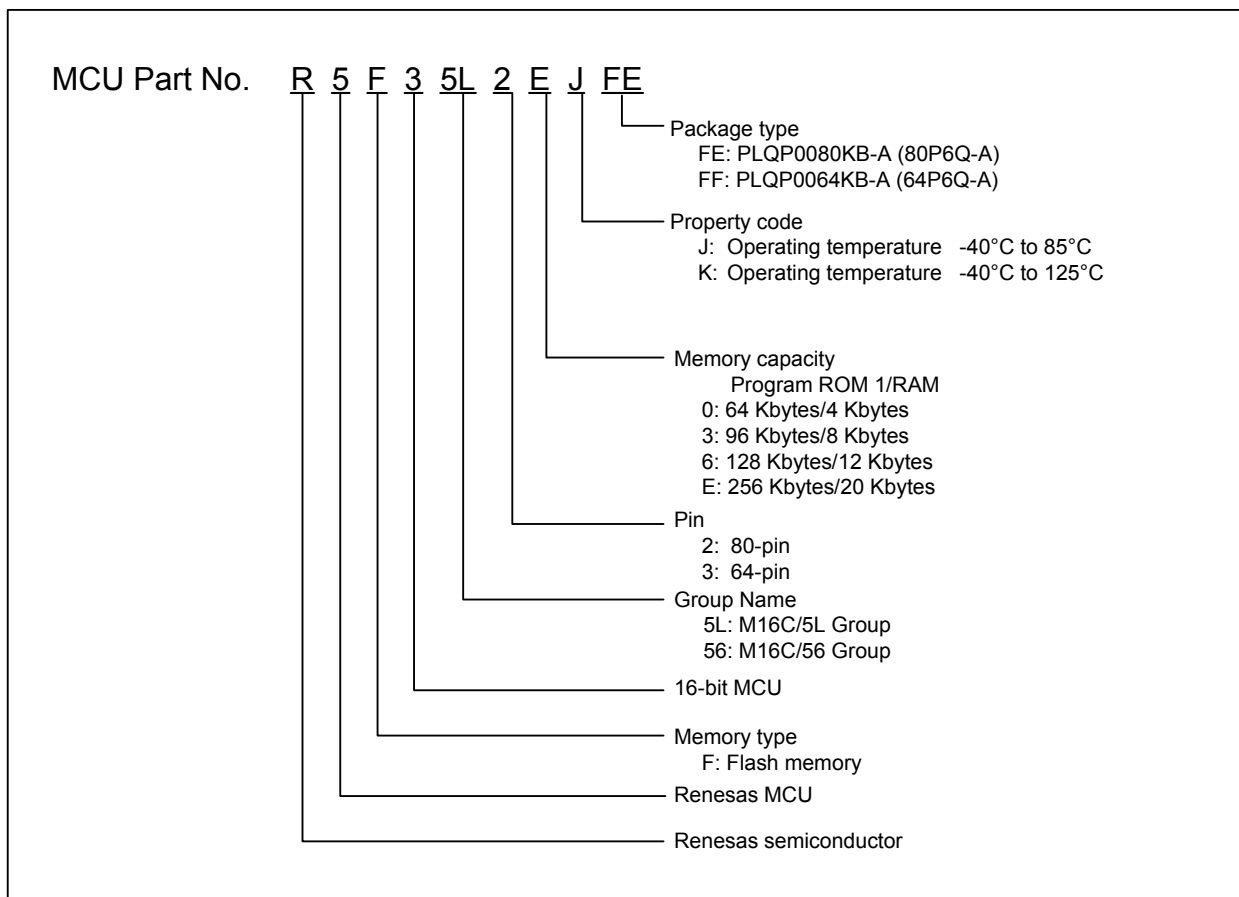 MCU Part No. R 5 F 3 5L 2 E J FE
Package type
FE: PLQP0080KB-A (80P6Q-A)
FF: PLQP0064KB-A (64P6Q-A)
Property code
J: Operating temperature -40°C to 85°C
K: Operating temperature -40°C to 125°C
Memory capacity
Program ROM 1/RAM
0: 64 Kbytes/4 Kbytes
3: 96 Kbytes/8 Kbytes
6: 128 Kbytes/12 Kbytes
E: 256 Kbytes/20 Kbytes
Pin
2: 80-pin
3: 64-pin
Group Name
5L: M16C/5L Group
56: M16C/56 Group
16-bit MCU
Memory type
F: Flash memory
Renesas MCU
Renesas semiconductor